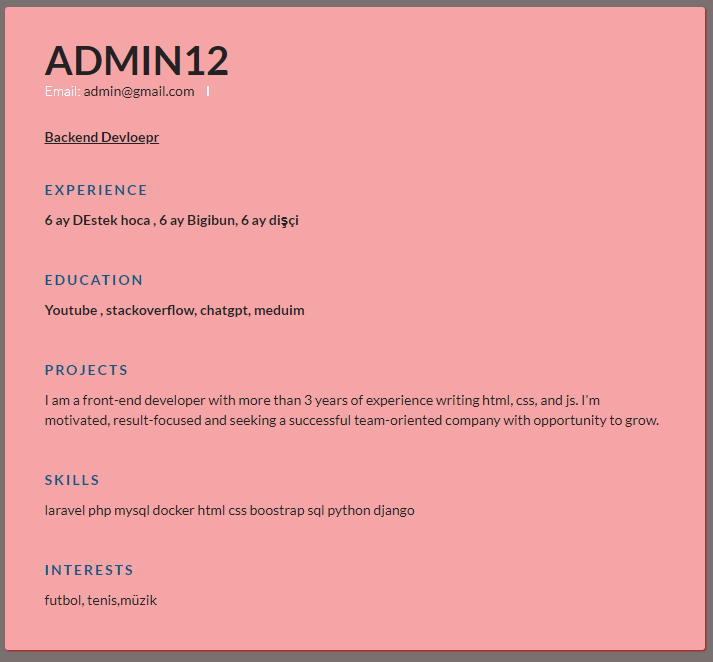 ADMIN12
Email: admin@gmail.com |
Backend Devloepr
EXPERIENCE
6 ay DEstek hoca , 6 ay Bigibun, 6 ay dişçi
EDUCATION
Youtube , stackoverflow, chatgpt, meduim
PROJECTS
I am a front-end developer with more than 3 years of experience writing html, css, and js. I'm
motivated, result-focused and seeking a successful team-oriented company with opportunity to grow.
SKILLS
laravel php mysql docker html css boostrap sql python django
INTERESTS
futbol, tenis,müzik